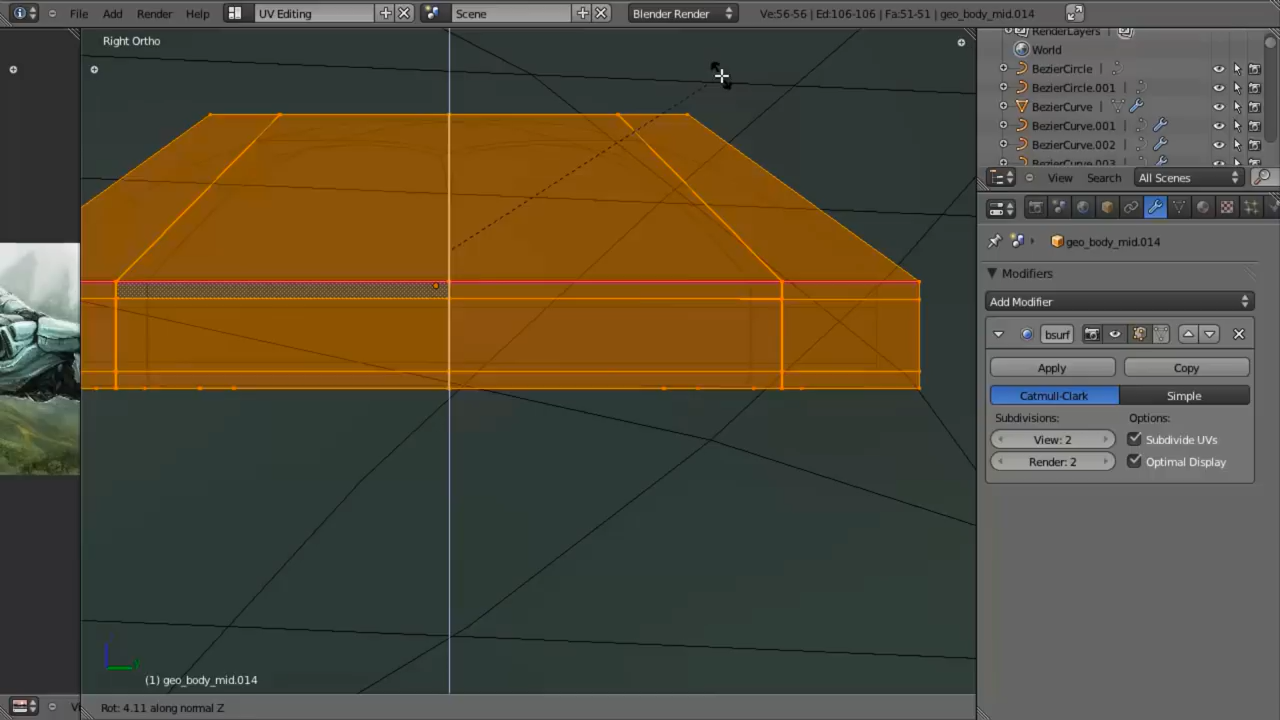 File Add Render Help UV Editing Scene Blender Render Ve:56-56 | Ed:106-106 | Fa:51-51 | geo_body_mid.014
Right Ortho
RenderLayers
World
BezierCircle
BezierCircle.001
BezierCurve
BezierCurve.001
BezierCurve.002
BezierCurve.003
View Search All Scenes
geo_body_mid.014
Modifiers
Add Modifier
bsurf
Apply Copy
Catmull-Clark Simple
Subdivisions: Options:
View: 2 Subdivide UVs
Render: 2 Optimal Display
(1) geo_body_mid.014
Rot: 4.11 along normal Z